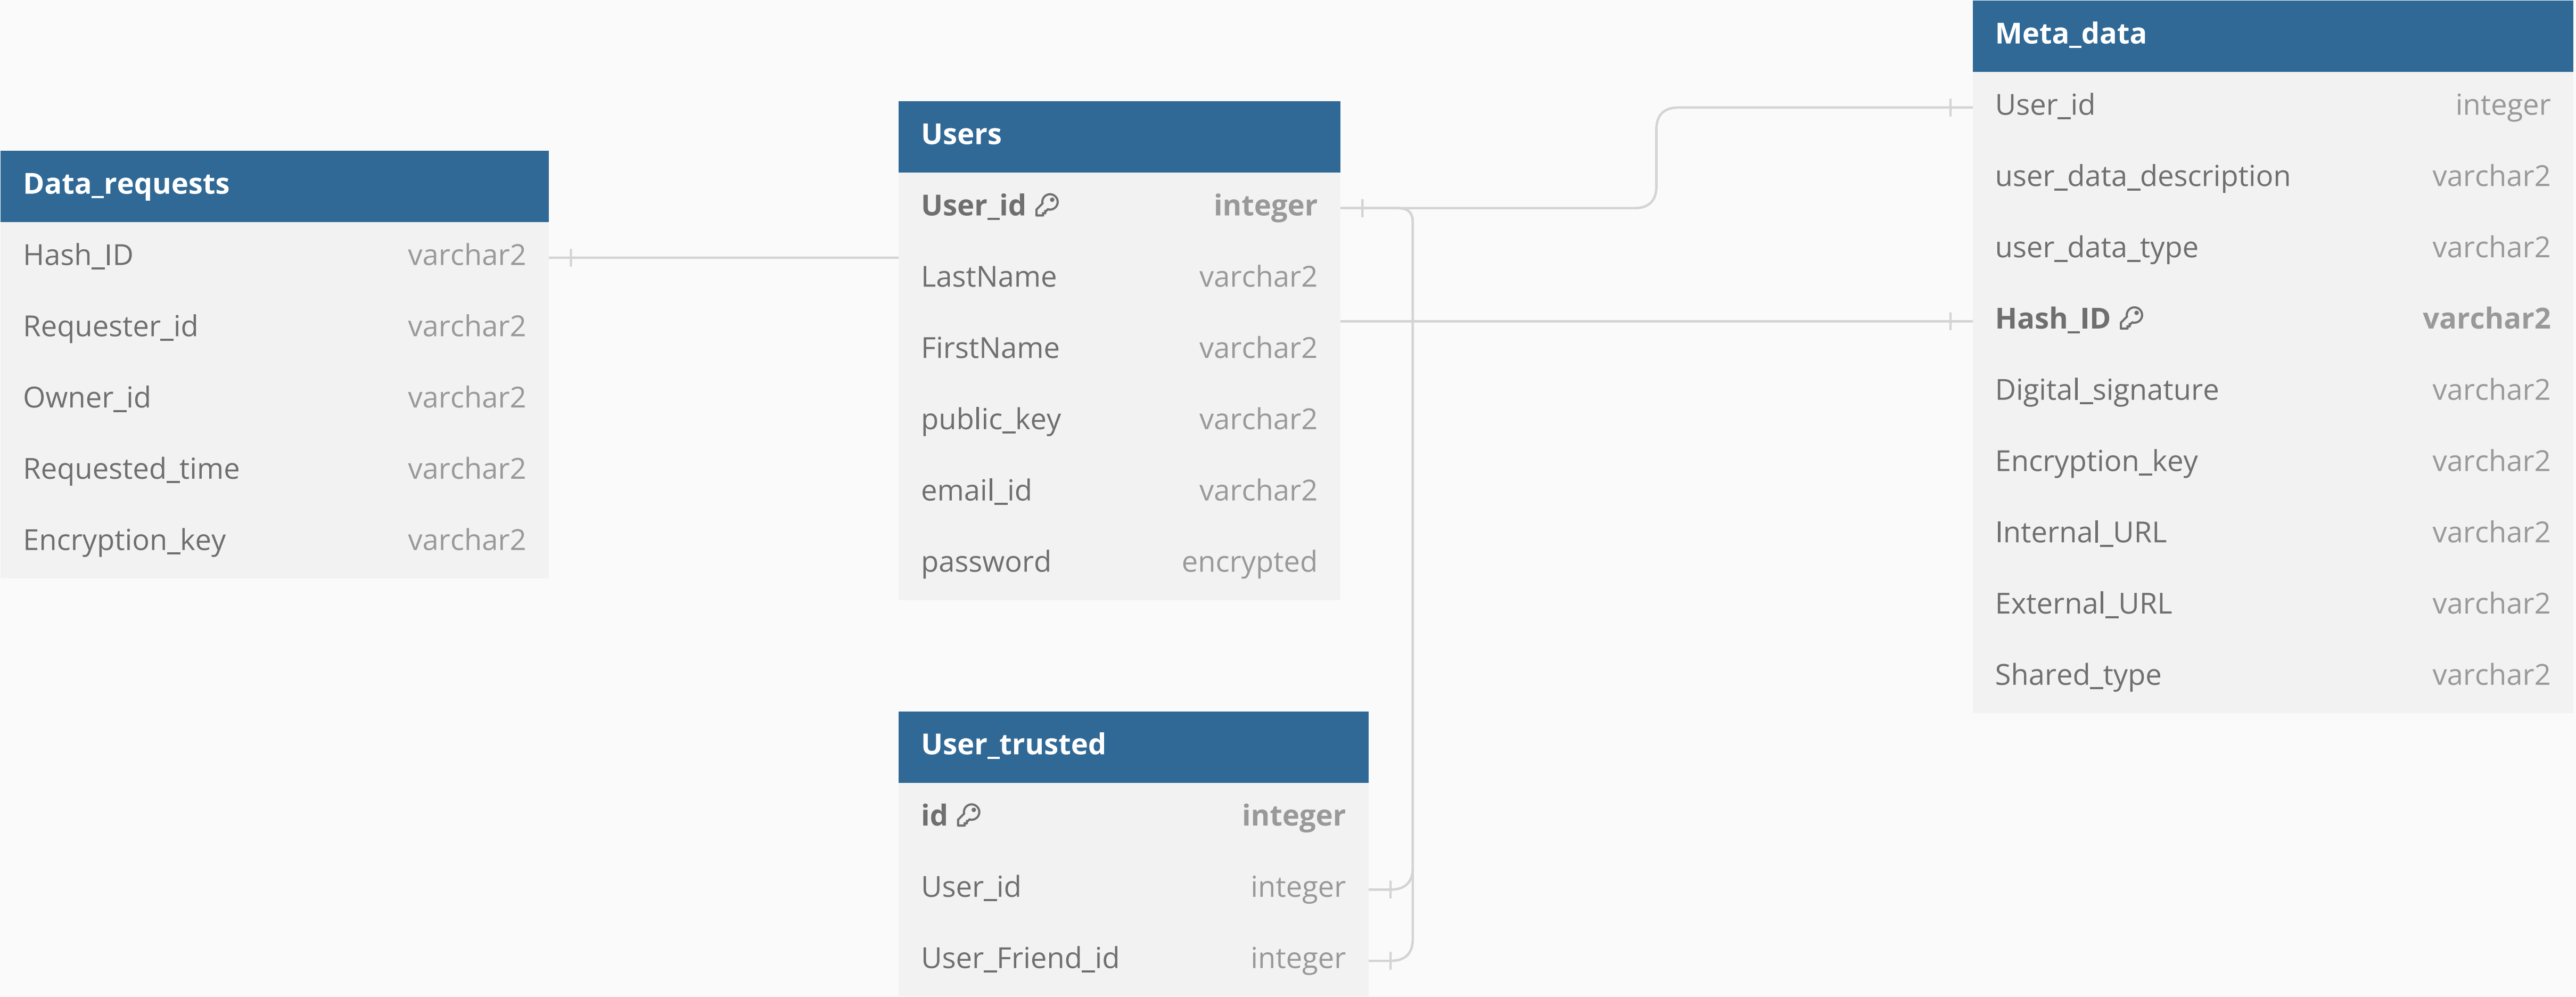 Data_requests
Hash_ID varchar2
Requester_id varchar2
Owner_id varchar2
Requested_time varchar2
Encryption_key varchar2
Users
User_id integer
LastName varchar2
FirstName varchar2
public_key varchar2
email_id varchar2
password encrypted
User_trusted
id integer
User_id integer
User_Friend_id integer
Meta_data
User_id integer
user_data_description varchar2
user_data_type varchar2
Hash_ID varchar2
Digital_signature varchar2
Encryption_key varchar2
Internal_URL varchar2
External_URL varchar2
Shared_type varchar2